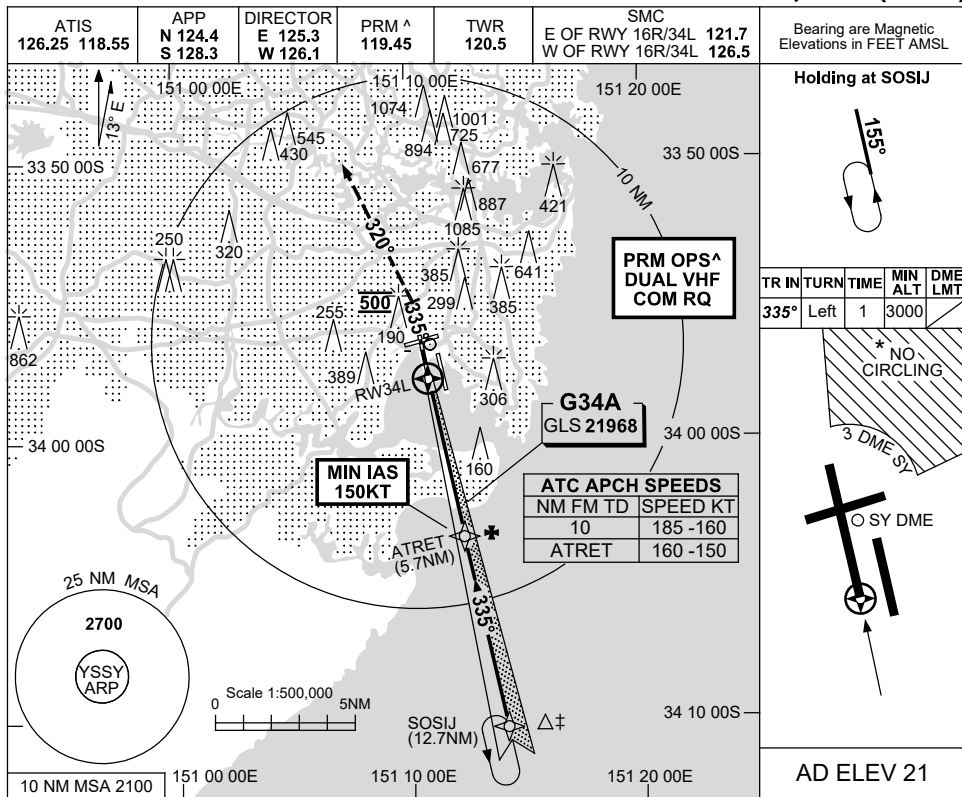 ATIS
126.25 118.55
APP
N 124.4
S 128.3
DIRECTOR
E 125.3
W 126.1
PRM ^
119.45
TWR
120.5
SMC
E OF RWY 16R/34L 121.7
W OF RWY 16R/34L 126.5
Bearing are Magnetic
Elevations in FEET AMSL
13° E
151 00 00E
151 10 00E
151 20 00E
1074
1001
545
725
430
894
33 50 00S
33 50 00S
677
10 NM
421
887
320°
320
1085
250
641
385
PRM OPS^
DUAL VHF
COM RQ
500
335°
299
385
255
190
862
389
RW34L
306
G34A
GLS 21968
34 00 00S
34 00 00S
160
MIN IAS
150KT
ATC APCH SPEEDS
NM FM TD SPEED KT
10 185 -160
ATRET 160 -150
ATRET
(5.7NM)
25 NM MSA
2700
YSSY
ARP
335°
Scale 1:500,000
0 5NM
SOSIJ
(12.7NM)
Δ‡
34 10 00S
10 NM MSA 2100
151 00 00E
151 10 00E
151 20 00E
Holding at SOSIJ
155°
TR IN TURN TIME MIN ALT DME LMT
335° Left 1 3000
* NO
CIRCLING
3 DME SY
SY DME
AD ELEV 21